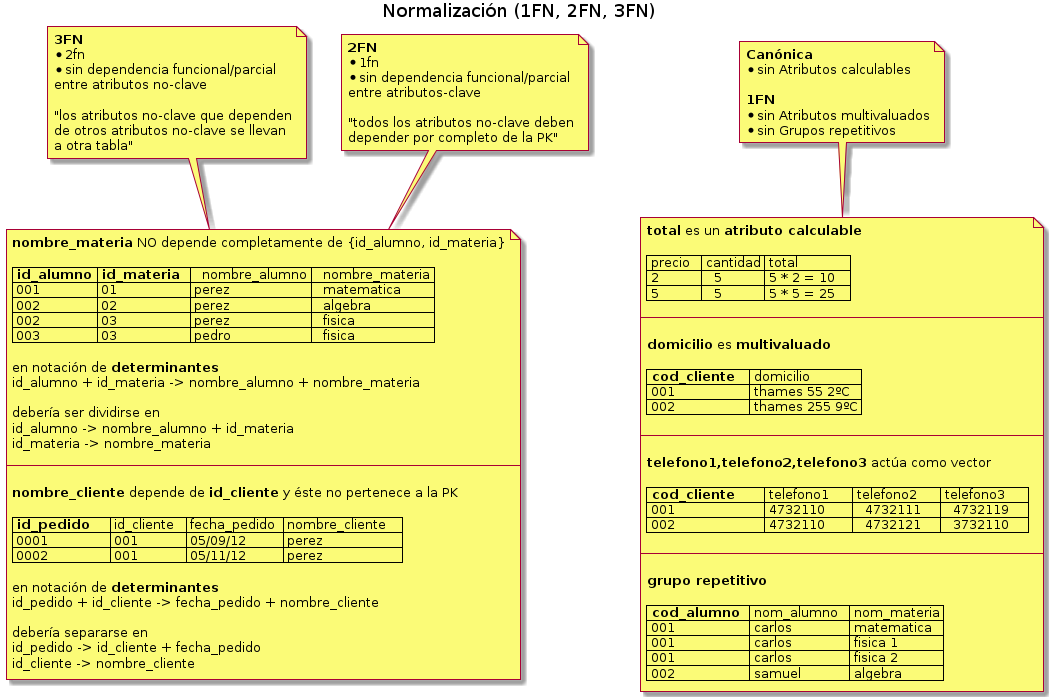 Normalización (1FN, 2FN, 3FN)
3FN
• 2fn
• sin dependencia funcional/parcial
entre atributos no-clave
"los atributos no-clave que dependen
de otros atributos no-clave se llevan
a otra tabla"
2FN
• 1fn
• sin dependencia funcional/parcial
entre atributos-clave
"todos los atributos no-clave deben
depender por completo de la PK"
Canónica
• sin Atributos calculables
1FN
• sin Atributos multivaluados
• sin Grupos repetitivos
nombre_materia NO depende completamente de {id_alumno, id_materia}
id_alumno id_materia nombre_alumno nombre_materia
001 01 perez matematica
002 02 perez algebra
002 03 perez fisica
003 03 pedro fisica
en notación de determinantes
id_alumno + id_materia -> nombre_alumno + nombre_materia
debería ser dividirse en
id_alumno -> nombre_alumno + id_materia
id_materia -> nombre_materia
nombre_cliente depende de id_cliente y éste no pertenece a la PK
id_pedido id_cliente fecha_pedido nombre_cliente
0001 001 05/09/12 perez
0002 001 05/11/12 perez
en notación de determinantes
id_pedido + id_cliente -> fecha_pedido + nombre_cliente
debería separarse en
id_pedido -> id_cliente + fecha_pedido
id_cliente -> nombre_cliente
total es un atributo calculable
precio cantidad total
2 5 5 * 2 = 10
5 5 5 * 5 = 25
domicilio es multivaluado
cod_cliente domicilio
001 thames 55 2ºC
002 thames 255 9ºC
telefono1,telefono2,telefono3 actúa como vector
cod_cliente telefono1 telefono2 telefono3
001 4732110 4732111 4732119
002 4732110 4732121 3732110
grupo repetitivo
cod_alumno nom_alumno nom_materia
001 carlos matematica
001 carlos fisica 1
001 carlos fisica 2
002 samuel algebra